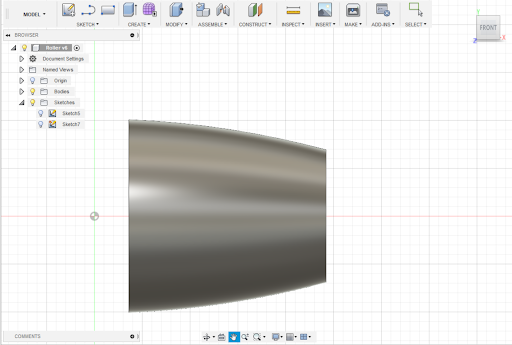 MODEL
SKETCH
CREATE
MODIFY
ASSEMBLE
CONSTRUCT
INSPECT
INSERT
MAKE
ADD-INS
SELECT
BROWSER
FRONT
Y
Z
X
Roller v6
Document Settings
Named Views
Origin
Bodies
Sketches
Sketch5
Sketch7
COMMENTS